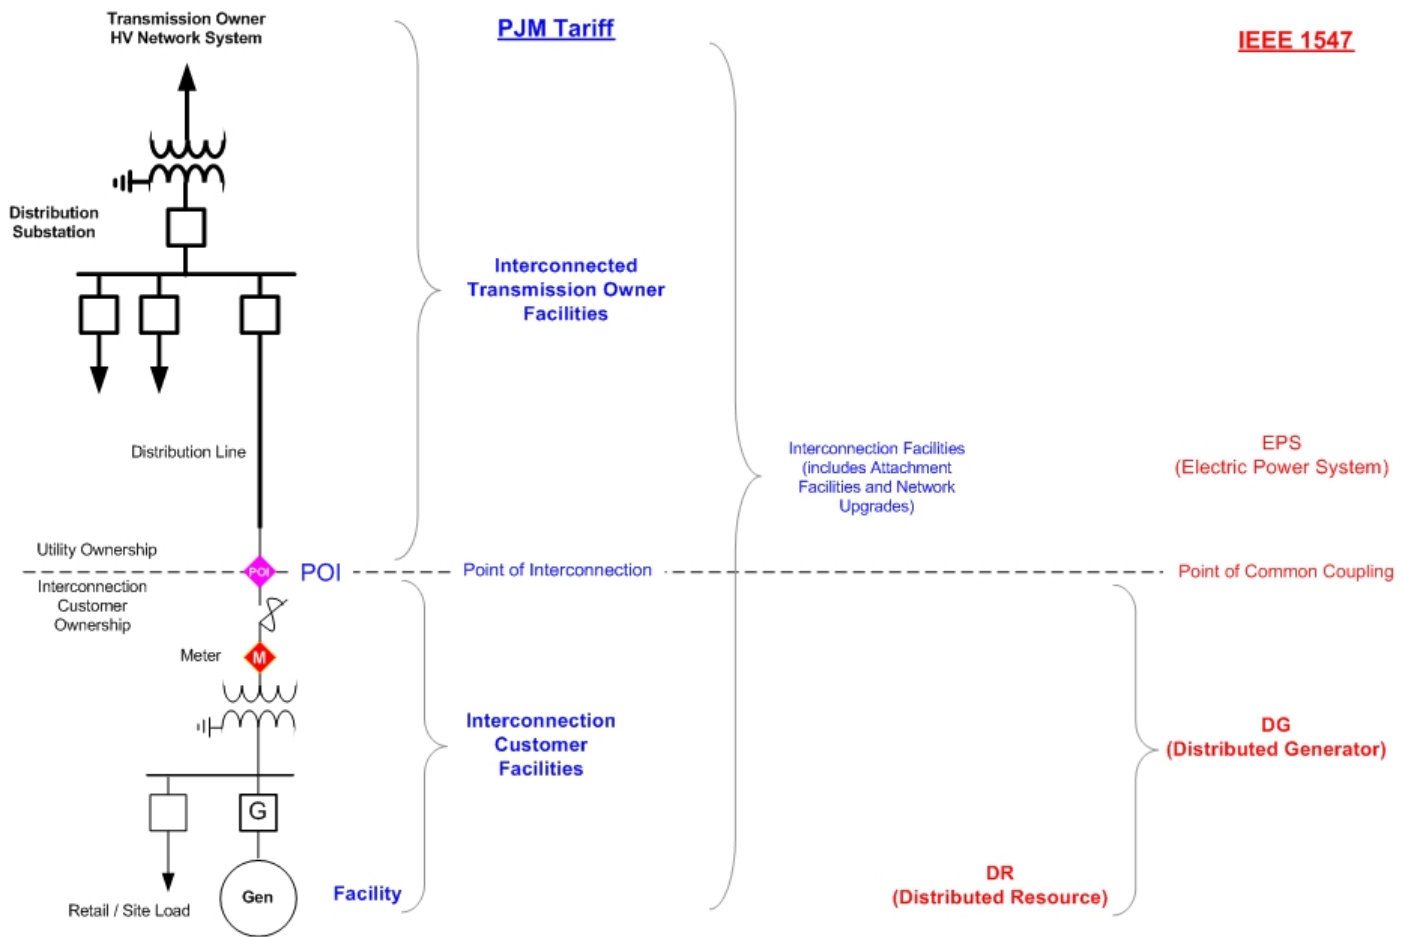 Transmission Owner
HV Network System
PJM Tariff
IEEE 1547
Distribution
Substation
Interconnected
Transmission Owner
Facilities
Distribution Line
Interconnection Facilities
(includes Attachment
Facilities and Network
Upgrades)
EPS
(Electric Power System)
Utility Ownership
POI
POI
Point of Interconnection
Point of Common Coupling
Interconnection
Customer
Ownership
Meter
M
Interconnection
Customer
Facilities
DG
(Distributed Generator)
G
Gen
Facility
DR
(Distributed Resource)
Retail / Site Load